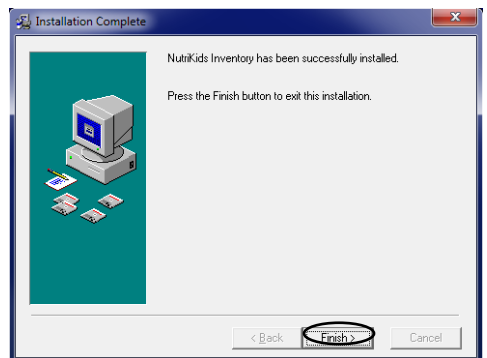 Installation Complete
NutriKids Inventory has been successfully installed.
Press the Finish button to exit this installation.
< Back
Finish >
Cancel